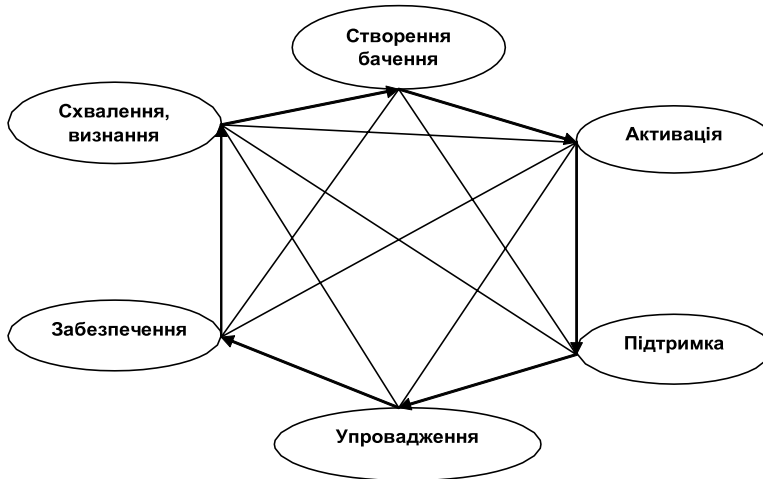 Створення
бачення
Схвалення,
визнання
Активація
Забезпечення
Підтримка
Упровадження